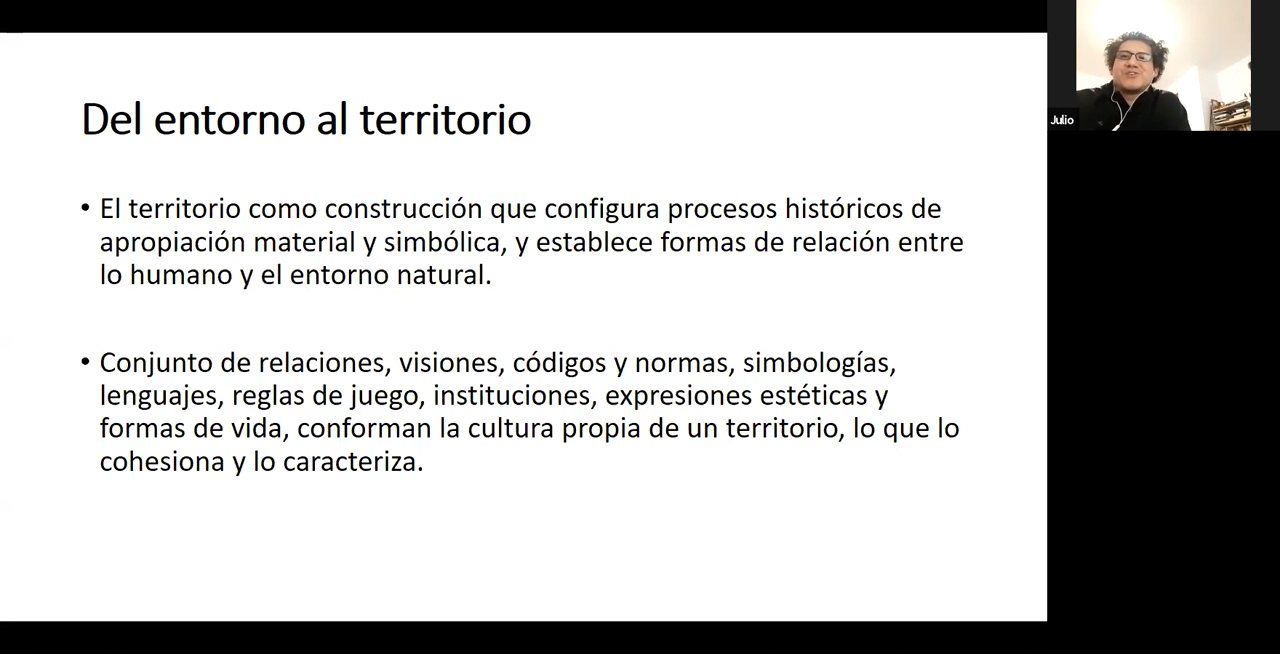 Del entorno al territorio
• El territorio como construcción que configura procesos históricos de
apropiación material y simbólica, y establece formas de relación entre
lo humano y el entorno natural.
• Conjunto de relaciones, visiones, códigos y normas, simbologías,
lenguajes, reglas de juego, instituciones, expresiones estéticas y
formas de vida, conforman la cultura propia de un territorio, lo que lo
cohesiona y lo caracteriza.
Julio